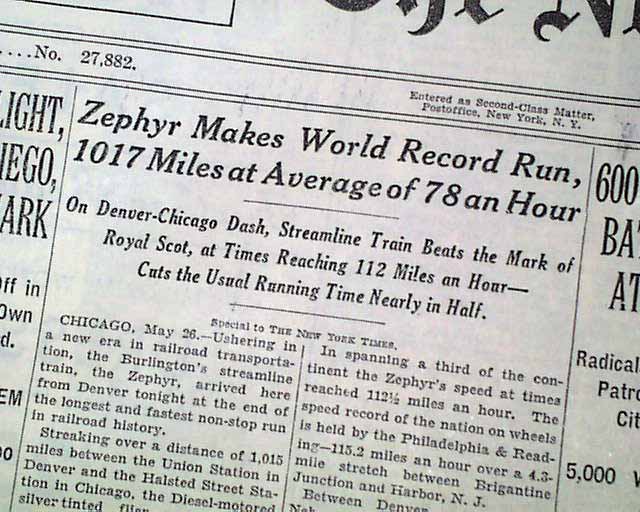 The N
....No. 27,882.
Entered as Second-Class Matter,
Postoffice, New York, N. Y.
LIGHT,
IEGO,
ARK
Off in
Own
d.
EM
00
Zephyr Makes World Record Run,
1017 Miles at Average of 78 an Hour
On Denver-Chicago Dash, Streamline Train Beats the Mark of
Royal Scot, at Times Reaching 112 Miles an Hour—
Cuts the Usual Running Time Nearly in Half.
Special to THE NEW YORK TIMES.
CHICAGO, May 26.—Ushering in
a new era in railroad transporta-
tion, the Burlington's streamline
train, the Zephyr, arrived here
from Denver tonight at the end of
the longest and fastest non-stop run
in railroad history.
Streaking over a distance of 1,015
miles between the Union Station in
Denver and the Halsted Street Sta-
tion in Chicago, the Diesel-motored
silver tinted flier
In spanning a third of the con-
tinent the Zephyr's speed at times
reached 112½ miles an hour. The
speed record of the nation on wheels
is held by the Philadelphia & Read-
ing—115.2 miles an hour over a 4.3-
mile stretch between Brigantine
Junction and Harbor, N. J.
Between Denver
600
BA
AT
Radical
Patro
Cit
5,000